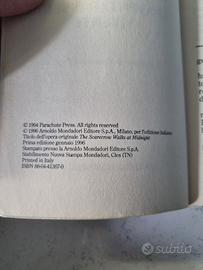 © 1994 Parachute Press. All rights reserved
© 1996 Arnoldo Mondadori Editore S.p.A., Milano, per l'edizione italiana
Titolo dell'opera originale The Scarecrow Walks at Midnight
Prima edizione gennaio 1996
Stampato presso la Arnoldo Mondadori Editore S.p.A.
Stabilimento Nuova Stampa Mondadori, Cles (TN)
Printed in Italy
subito